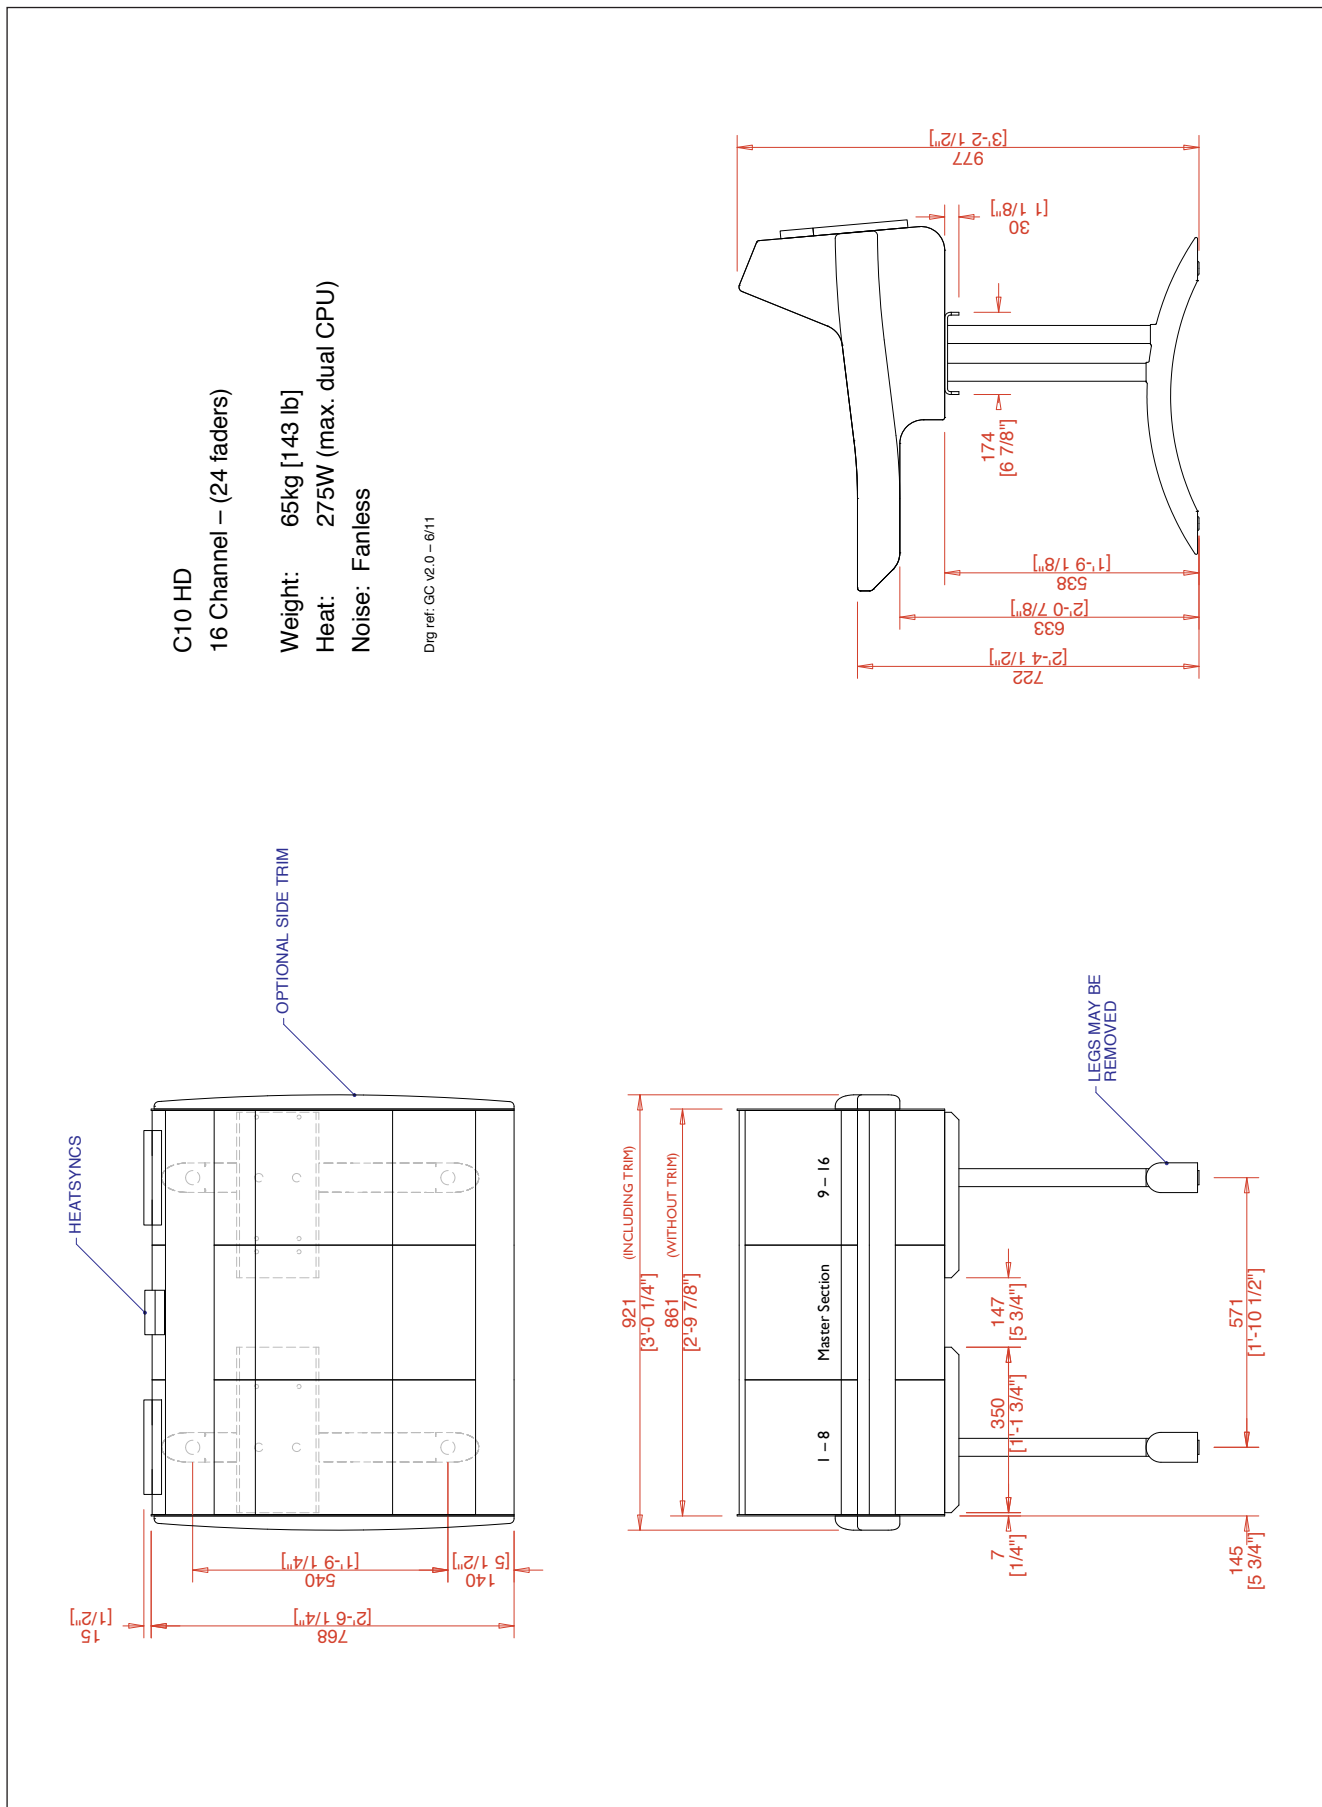 C10 HD
16 Channel – (24 faders)
Weight: 65kg [143 lb]
Heat: 275W (max. dual CPU)
Noise: Fanless
Drg ref: GC v2.0 – 6/11
HEATSYNCS
OPTIONAL SIDE TRIM
15
[1/2"]
768
[2'-6 1/4"]
540
[1'-9 1/4"]
140
[5 1/2"]
921
[3'-0 1/4"]
(INCLUDING TRIM)
861
[2'-9 7/8"]
(WITHOUT TRIM)
1 – 8
Master Section
9 – 16
LEGS MAY BE
REMOVED
7
[1/4"]
350
[1'-1 3/4"]
147
[5 3/4"]
145
[5 3/4"]
571
[1'-10 1/2"]
977
[3'-2 1/2"]
30
[1 1/8"]
174
[6 7/8"]
538
[1'-9 1/8"]
633
[2'-0 7/8"]
722
[2'-4 1/2"]